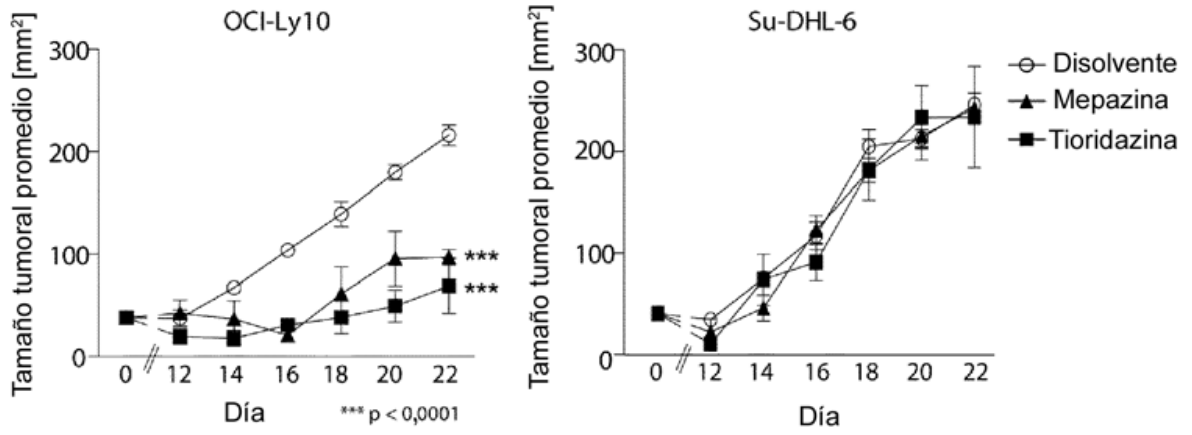 OCI-Ly10
Tamaño tumoral promedio [mm²]
300
200
100
0
0 // 12 14 16 18 20 22
***
***
Día
*** p < 0,0001
Su-DHL-6
Tamaño tumoral promedio [mm²]
300
200
100
0
0 // 12 14 16 18 20 22
Día
Disolvente
Mepazina
Tioridazina